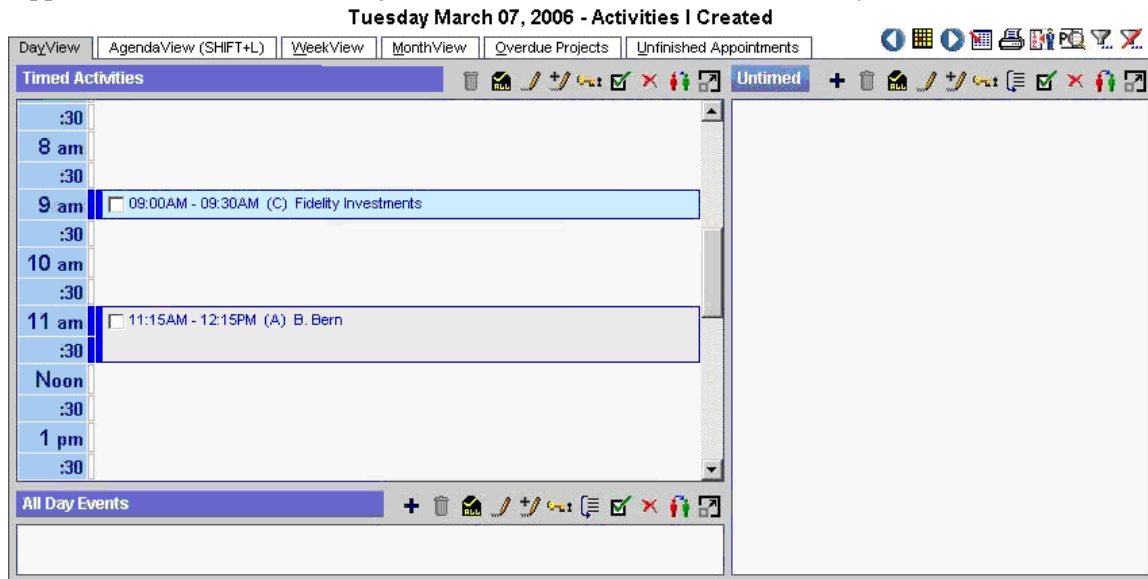 Tuesday March 07, 2006 - Activities I Created
DayView AgendaView (SHIFT+L) WeekView MonthView Overdue Projects Unfinished Appointments
Timed Activities
Untimed
:30
8 am
:30
9 am 09:00AM - 09:30AM (C) Fidelity Investments
:30
10 am
:30
11 am 11:15AM - 12:15PM (A) B. Bern
:30
Noon
:30
1 pm
:30
All Day Events